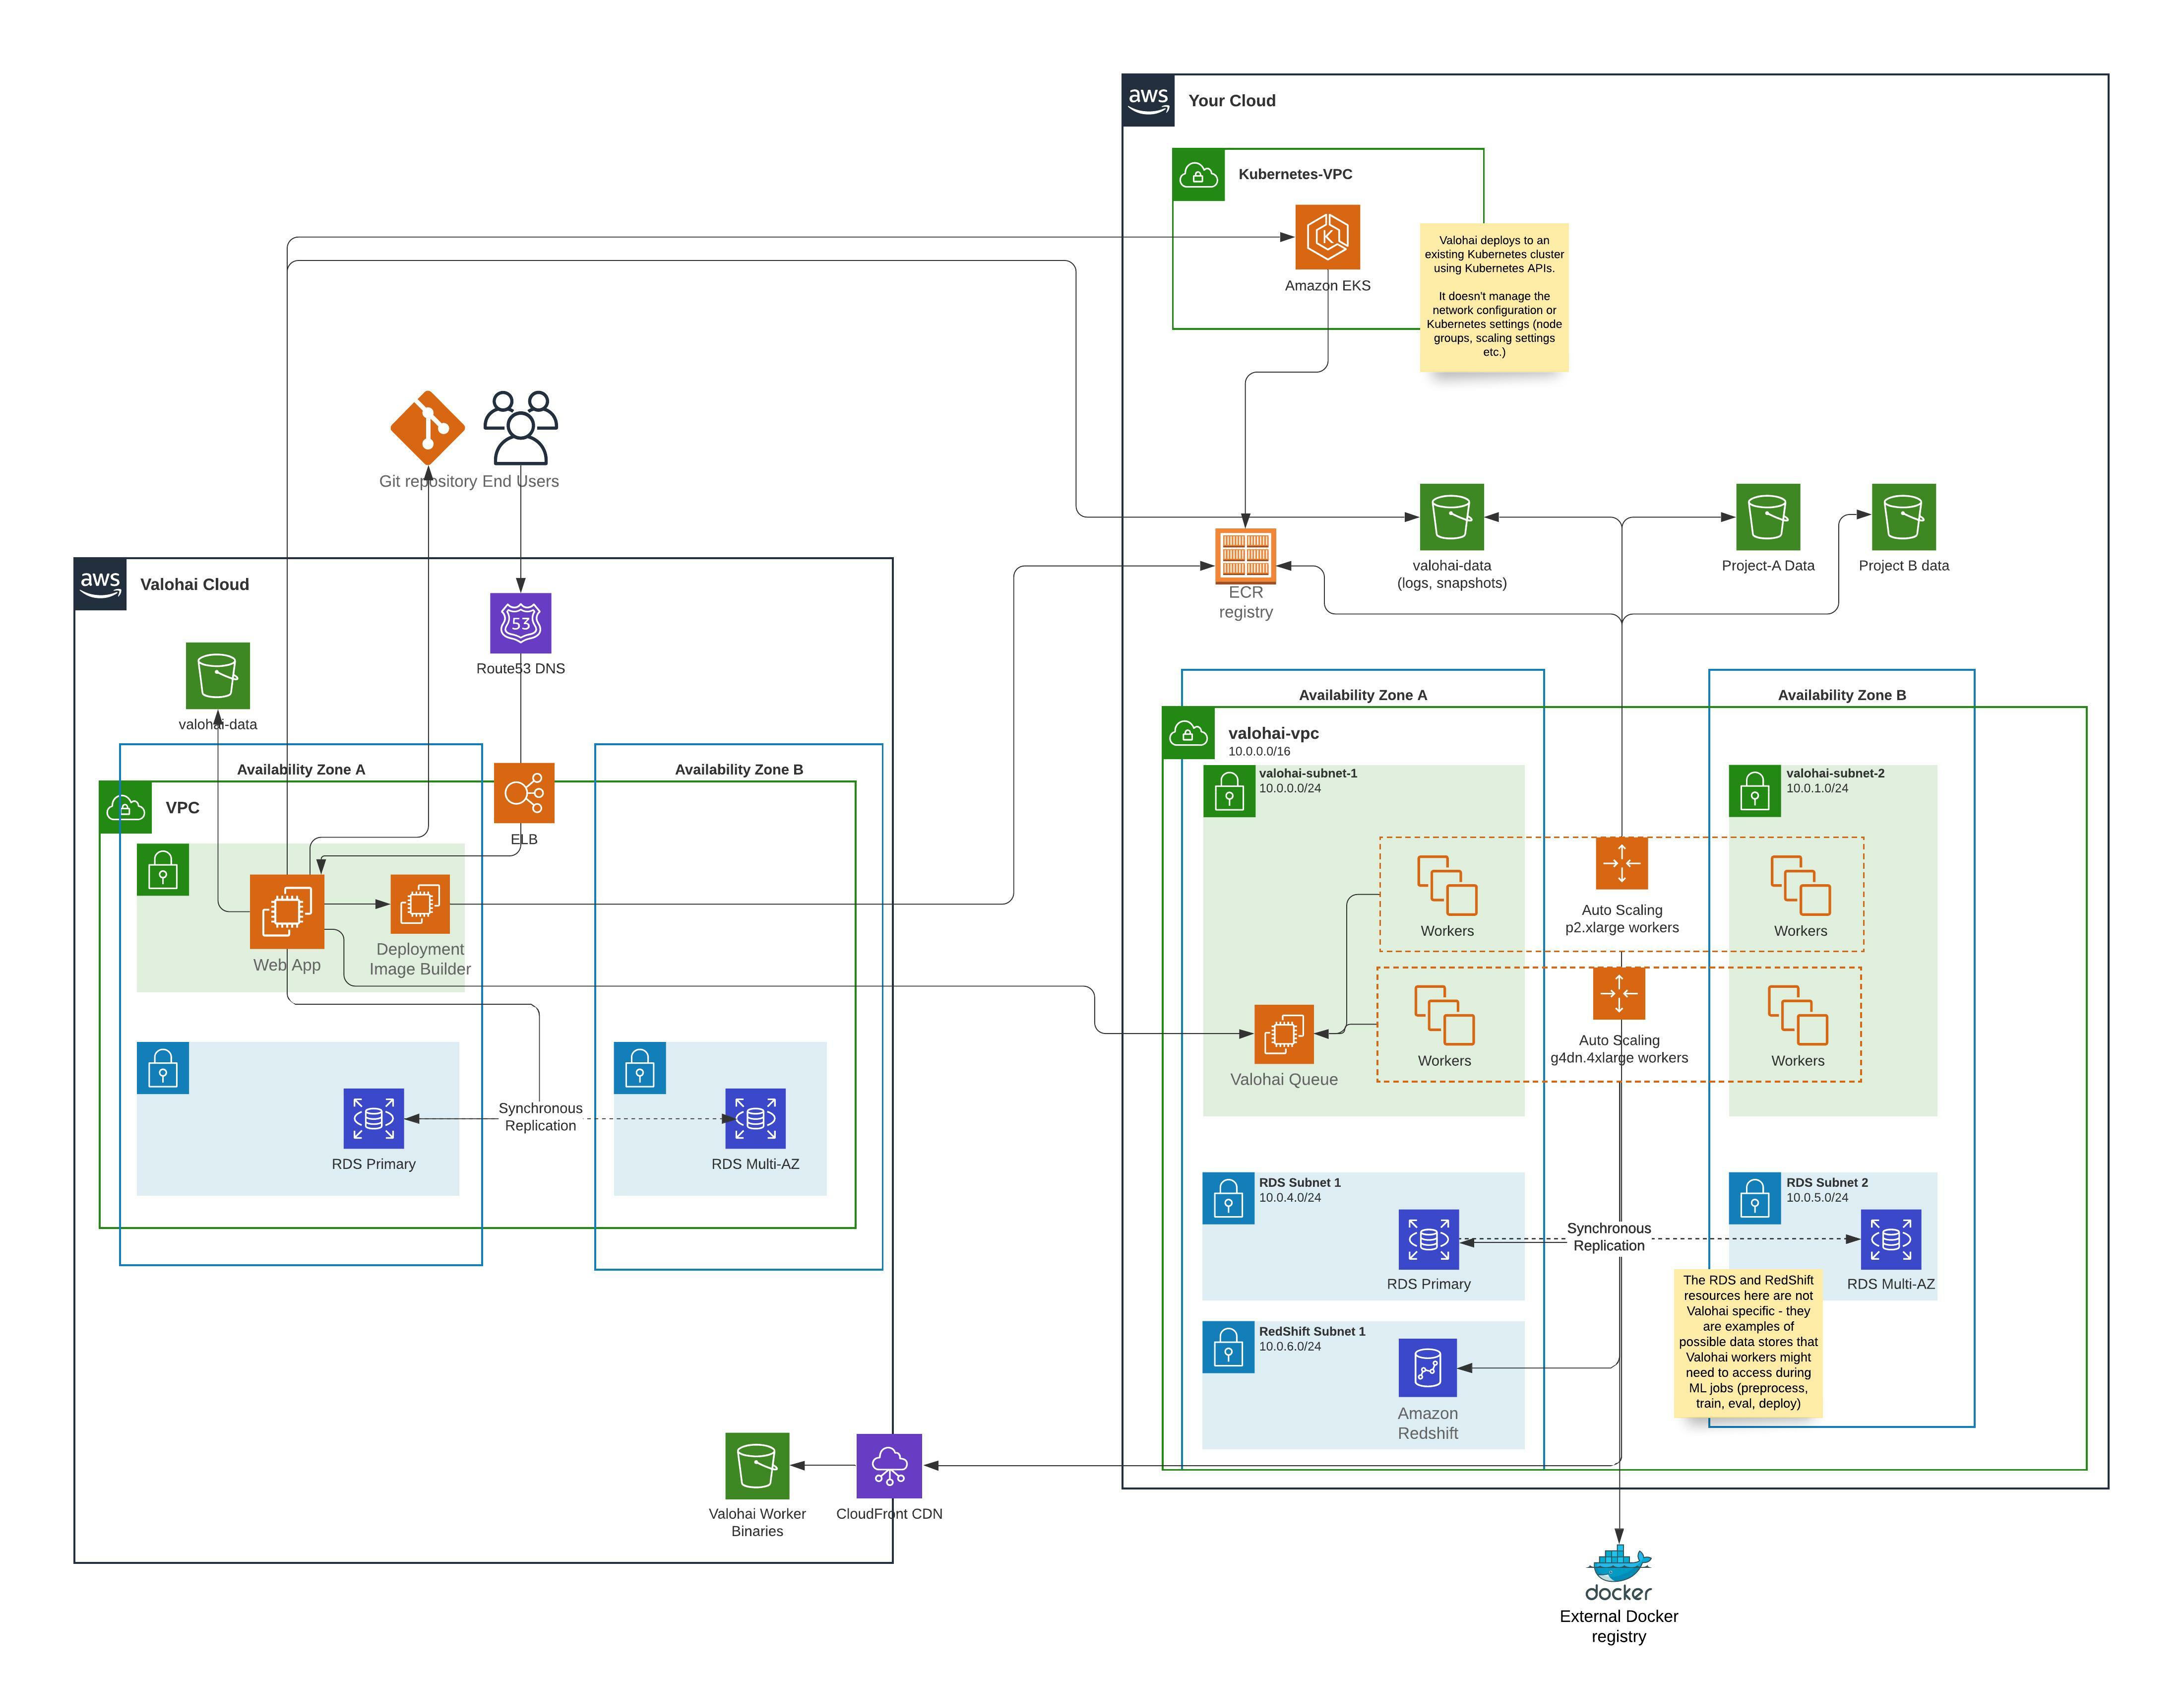 aws
Your Cloud
Kubernetes-VPC
Amazon EKS
Valohai deploys to an
existing Kubernetes cluster
using Kubernetes APIs.
It doesn't manage the
network configuration or
Kubernetes settings (node
groups, scaling settings
etc.)
Git repository
End Users
valohai-data
(logs, snapshots)
Project-A Data
Project B data
ECR
registry
aws
Valohai Cloud
53
Route53 DNS
valohai-data
Availability Zone A
Availability Zone B
VPC
ELB
Web App
Deployment
Image Builder
Synchronous
Replication
RDS Primary
RDS Multi-AZ
Valohai Worker
Binaries
CloudFront CDN
Availability Zone A
Availability Zone B
valohai-vpc
10.0.0.0/16
valohai-subnet-1
10.0.0.0/24
valohai-subnet-2
10.0.1.0/24
Workers
Auto Scaling
p2.xlarge workers
Workers
Workers
Auto Scaling
g4dn.4xlarge workers
Workers
Valohai Queue
RDS Subnet 1
10.0.4.0/24
RDS Subnet 2
10.0.5.0/24
Synchronous
Replication
RDS Primary
RDS Multi-AZ
The RDS and RedShift
resources here are not
Valohai specific - they
are examples of
possible data stores that
Valohai workers might
need to access during
ML jobs (preprocess,
train, eval, deploy)
RedShift Subnet 1
10.0.6.0/24
Amazon
Redshift
docker
External Docker
registry